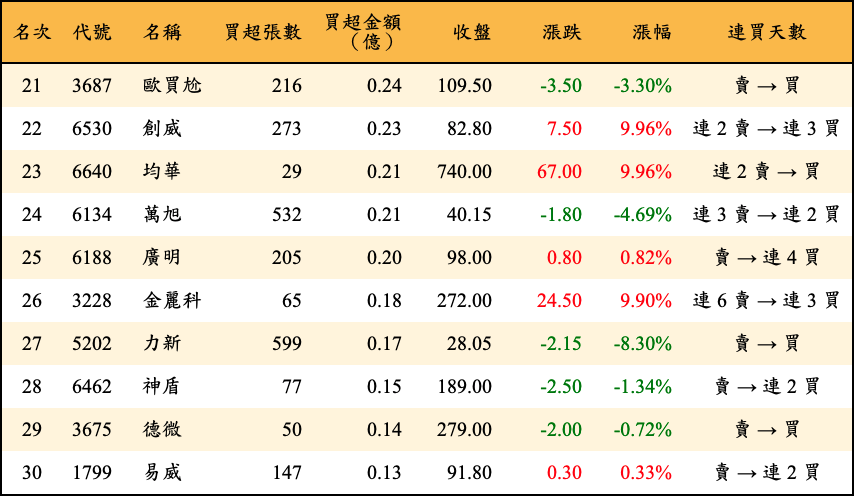 名次 代號 名稱 買超張數 買超金額（億） 收盤 漲跌 漲幅 連買天數
21 3687 歐買尬 216 0.24 109.50 -3.50 -3.30% 賣 → 買
22 6530 創威 273 0.23 82.80 7.50 9.96% 連 2 賣 → 連 3 買
23 6640 均華 29 0.21 740.00 67.00 9.96% 連 2 賣 → 買
24 6134 萬旭 532 0.21 40.15 -1.80 -4.69% 連 3 賣 → 連 2 買
25 6188 廣明 205 0.20 98.00 0.80 0.82% 賣 → 連 4 買
26 3228 金麗科 65 0.18 272.00 24.50 9.90% 連 6 賣 → 連 3 買
27 5202 力新 599 0.17 28.05 -2.15 -8.30% 賣 → 買
28 6462 神盾 77 0.15 189.00 -2.50 -1.34% 賣 → 連 2 買
29 3675 德微 50 0.14 279.00 -2.00 -0.72% 賣 → 買
30 1799 易威 147 0.13 91.80 0.30 0.33% 賣 → 連 2 買